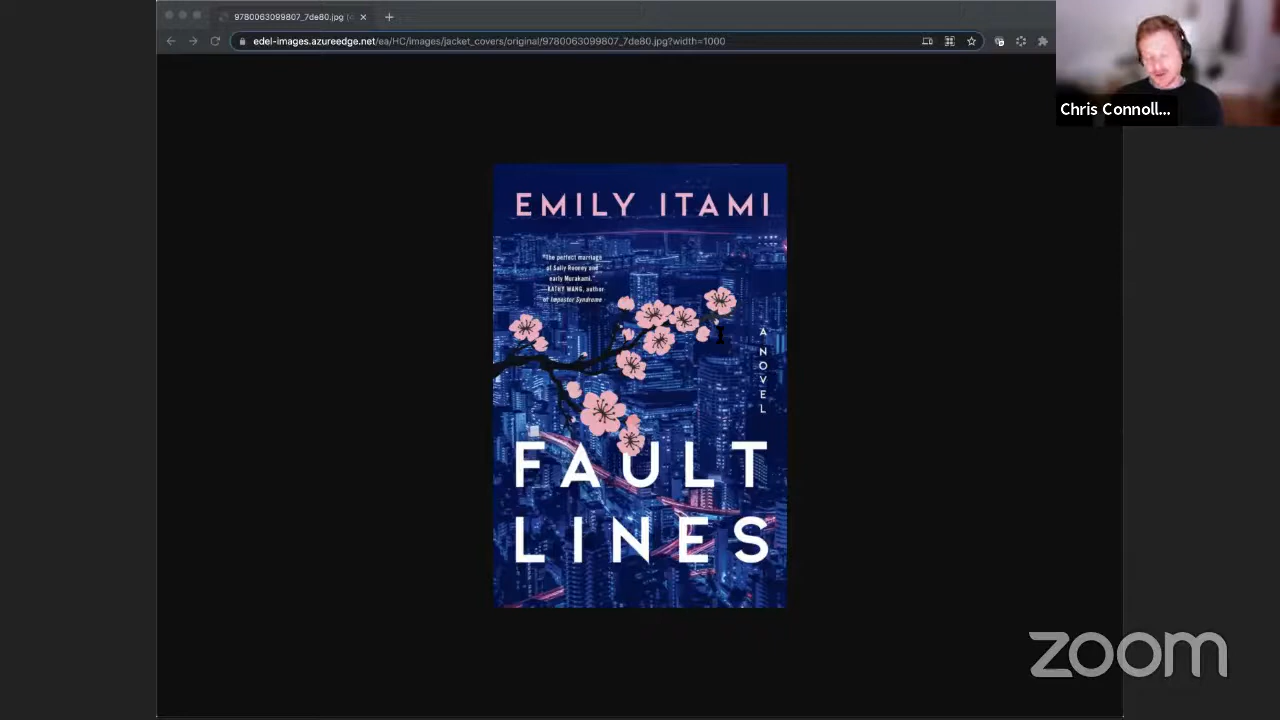 9780063099807_7de80.jpg (
edel-images.azureedge.net/ea/HC/images/jacket_covers/original/9780063099807_7de80.jpg?width=1000
Chris Connoll...
EMILY ITAMI
"The perfect marriage
of Sally Rooney and
early Murakami."
—KATHY WANG, author
of Impostor Syndrome
A NOVEL
FAULT
LINES
zoom